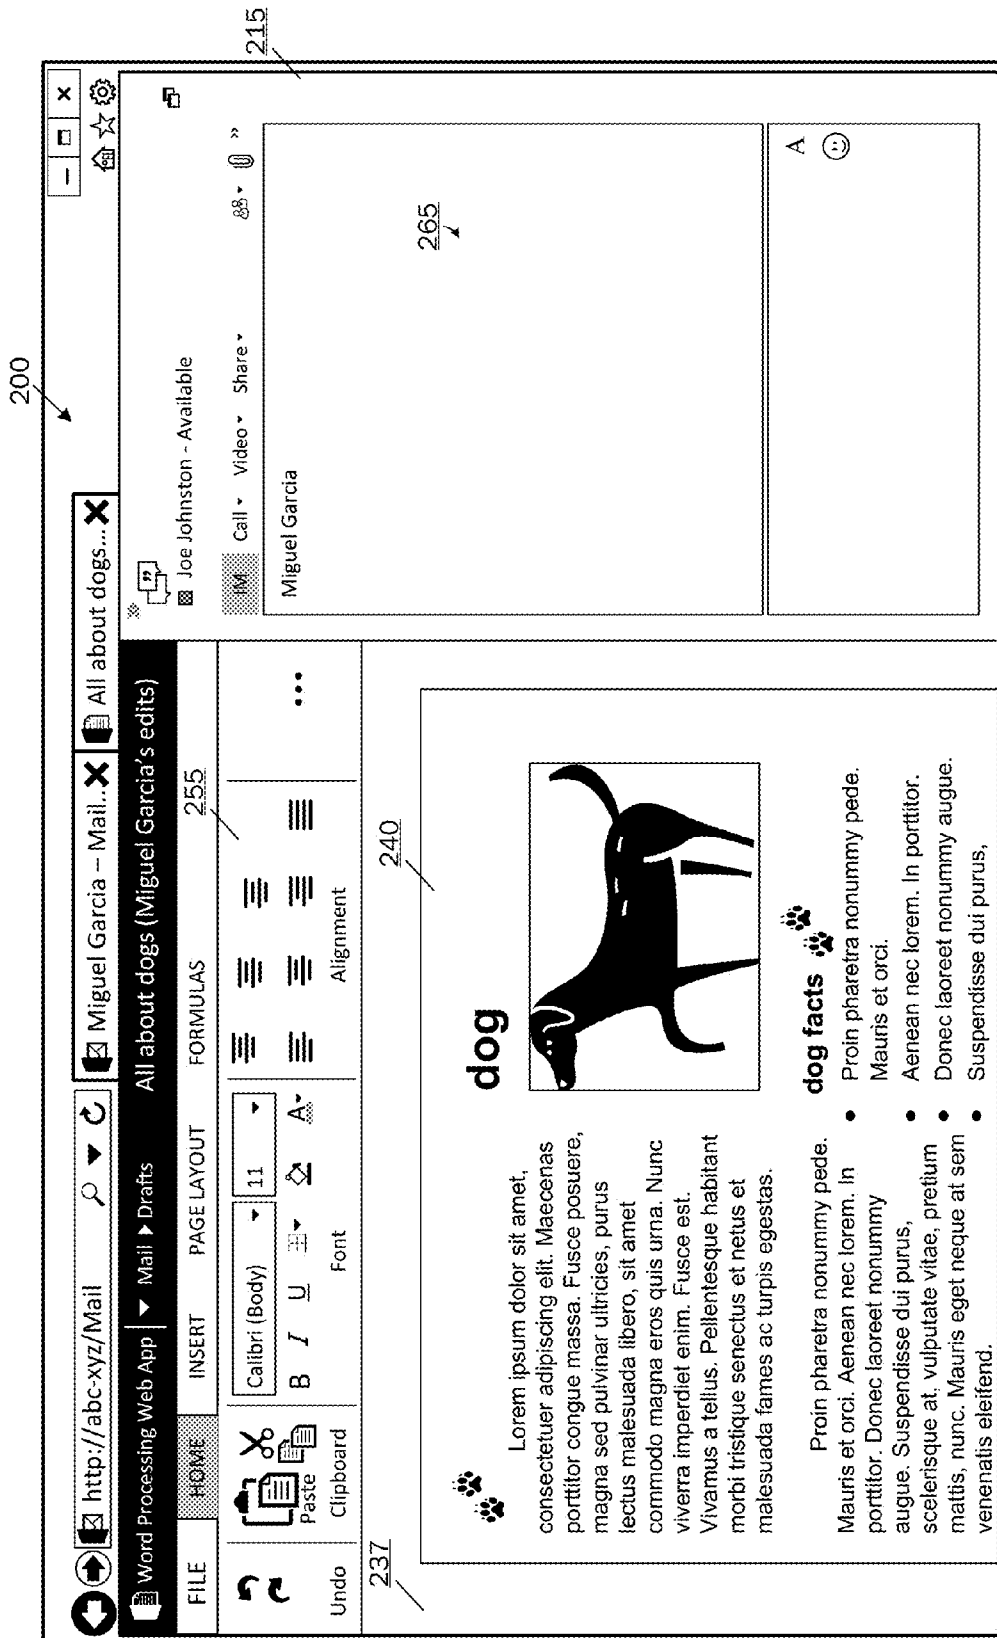 200
http://abc-xyz/Mail
Miguel Garcia – Mail...
All about dogs...
Word Processing Web App
Mail
Drafts
All about dogs (Miguel Garcia's edits)
FILE
HOME
INSERT
PAGE LAYOUT
FORMULAS
255
Paste
Calibri (Body)
11
B I U
A
Undo
Clipboard
Font
Alignment
237
240
dog
Lorem ipsum dolor sit amet,
consectetuer adipiscing elit. Maecenas
porttitor congue massa. Fusce posuere,
magna sed pulvinar ultricies, purus
lectus malesuada libero, sit amet
commodo magna eros quis urna. Nunc
viverra imperdiet enim. Fusce est.
Vivamus a tellus. Pellentesque habitant
morbi tristique senectus et netus et
malesuada fames ac turpis egestas.
Proin pharetra nonummy pede.
Mauris et orci. Aenean nec lorem. In
porttitor. Donec laoreet nonummy
augue. Suspendisse dui purus,
scelerisque at, vulputate vitae, pretium
mattis, nunc. Mauris eget neque at sem
venenatis eleifend.
dog facts
• Proin pharetra nonummy pede.
Mauris et orci.
• Aenean nec lorem. In porttitor.
• Donec laoreet nonummy augue.
• Suspendisse dui purus,
215
Joe Johnston - Available
IM
Call
Video
Share
Miguel Garcia
265
A